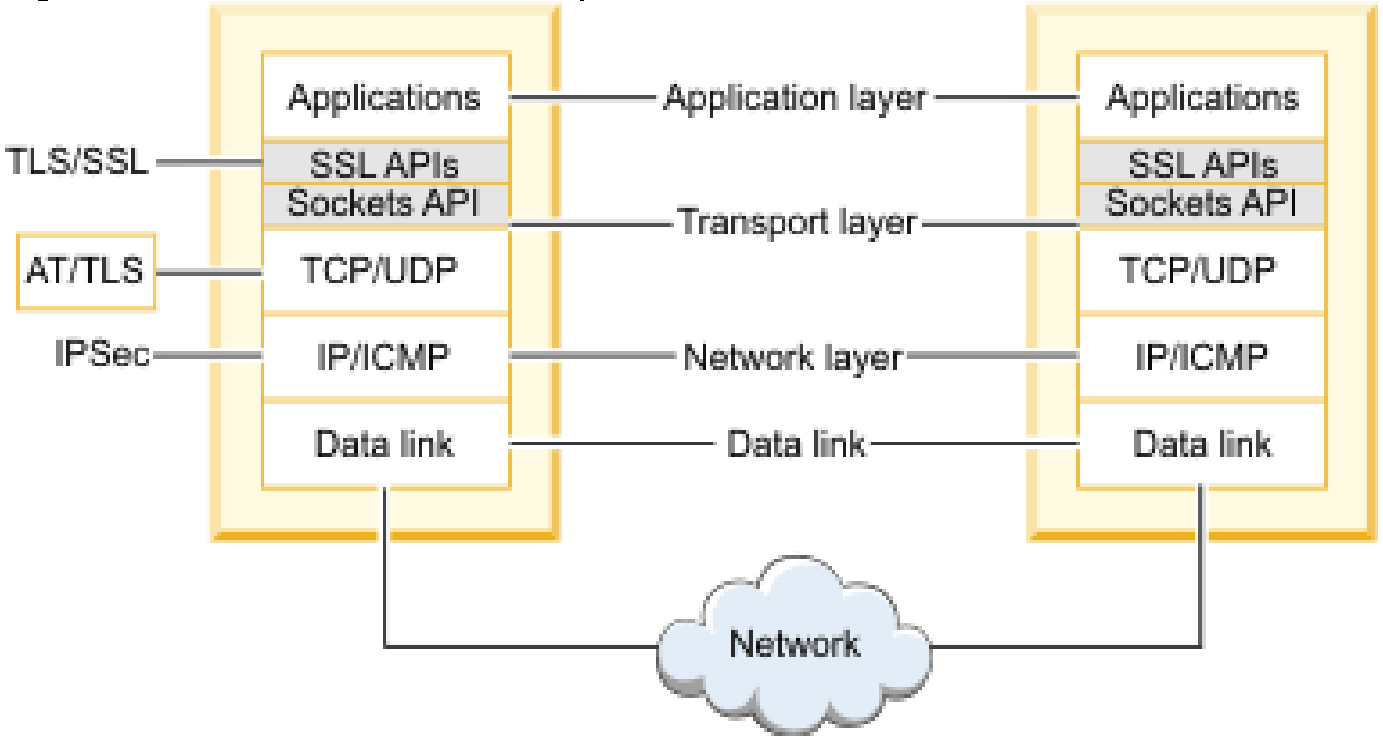 Applications
Application layer
Applications
TLS/SSL
SSL APIs
SSL APIs
Sockets API
Sockets API
Transport layer
AT/TLS
TCP/UDP
TCP/UDP
IPSec
IP/ICMP
Network layer
IP/ICMP
Data link
Data link
Data link
Network